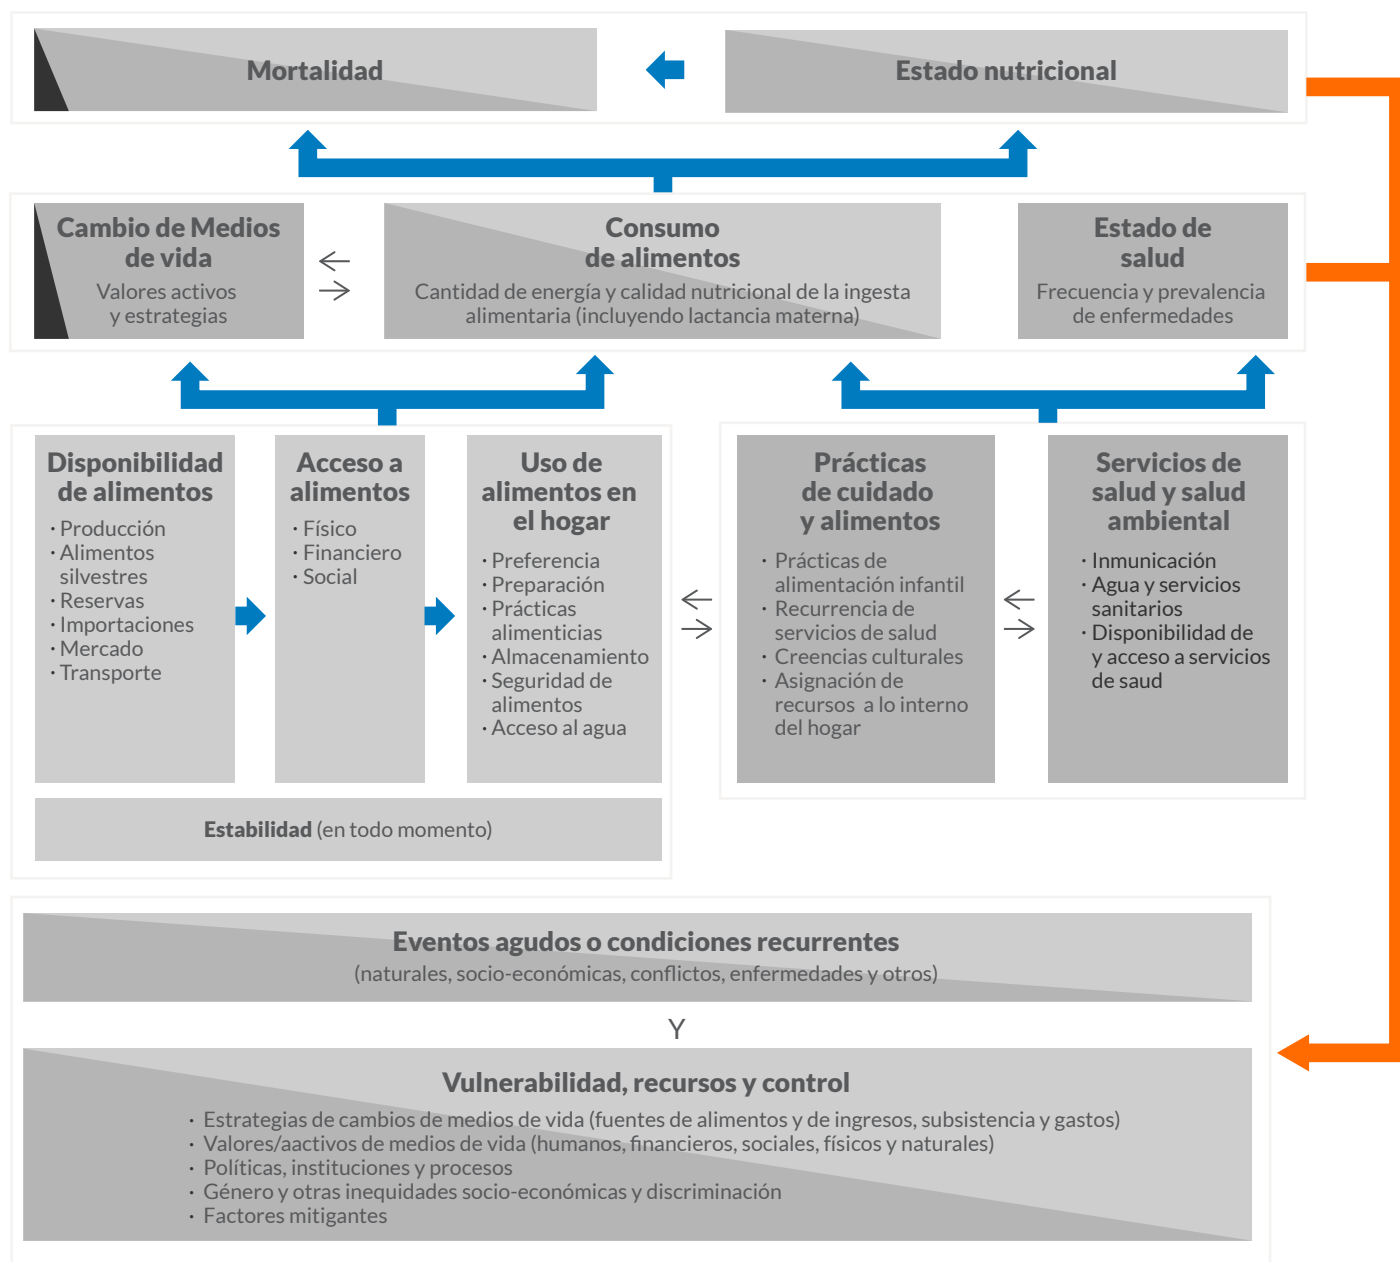 Mortalidad
Estado nutricional
Cambio de Medios
de vida
Valores activos
y estrategias
Consumo
de alimentos
Cantidad de energía y calidad nutricional de la ingesta
alimentaria (incluyendo lactancia materna)
Estado de
salud
Frecuencia y prevalencia
de enfermedades
Disponibilidad
de alimentos
· Producción
· Alimentos
silvestres
· Reservas
· Importaciones
· Mercado
· Transporte
Acceso a
alimentos
· Físico
· Financiero
· Social
Uso de
alimentos en
el hogar
· Preferencia
· Preparación
· Prácticas
alimenticias
· Almacenamiento
· Seguridad de
alimentos
· Acceso al agua
Prácticas
de cuidado
y alimentos
· Prácticas de
alimentación infantil
· Recurrencia de
servicios de salud
· Creencias culturales
· Asignación de
recursos a lo interno
del hogar
Servicios de
salud y salud
ambiental
· Inmunicación
· Agua y servicios
sanitarios
· Disponibilidad de
y acceso a servicios
de saud
Estabilidad (en todo momento)
Eventos agudos o condiciones recurrentes
(naturales, socio-económicas, conflictos, enfermedades y otros)
Y
Vulnerabilidad, recursos y control
· Estrategias de cambios de medios de vida (fuentes de alimentos y de ingresos, subsistencia y gastos)
· Valores/aactivos de medios de vida (humanos, financieros, sociales, físicos y naturales)
· Políticas, instituciones y procesos
· Género y otras inequidades socio-económicas y discriminación
· Factores mitigantes